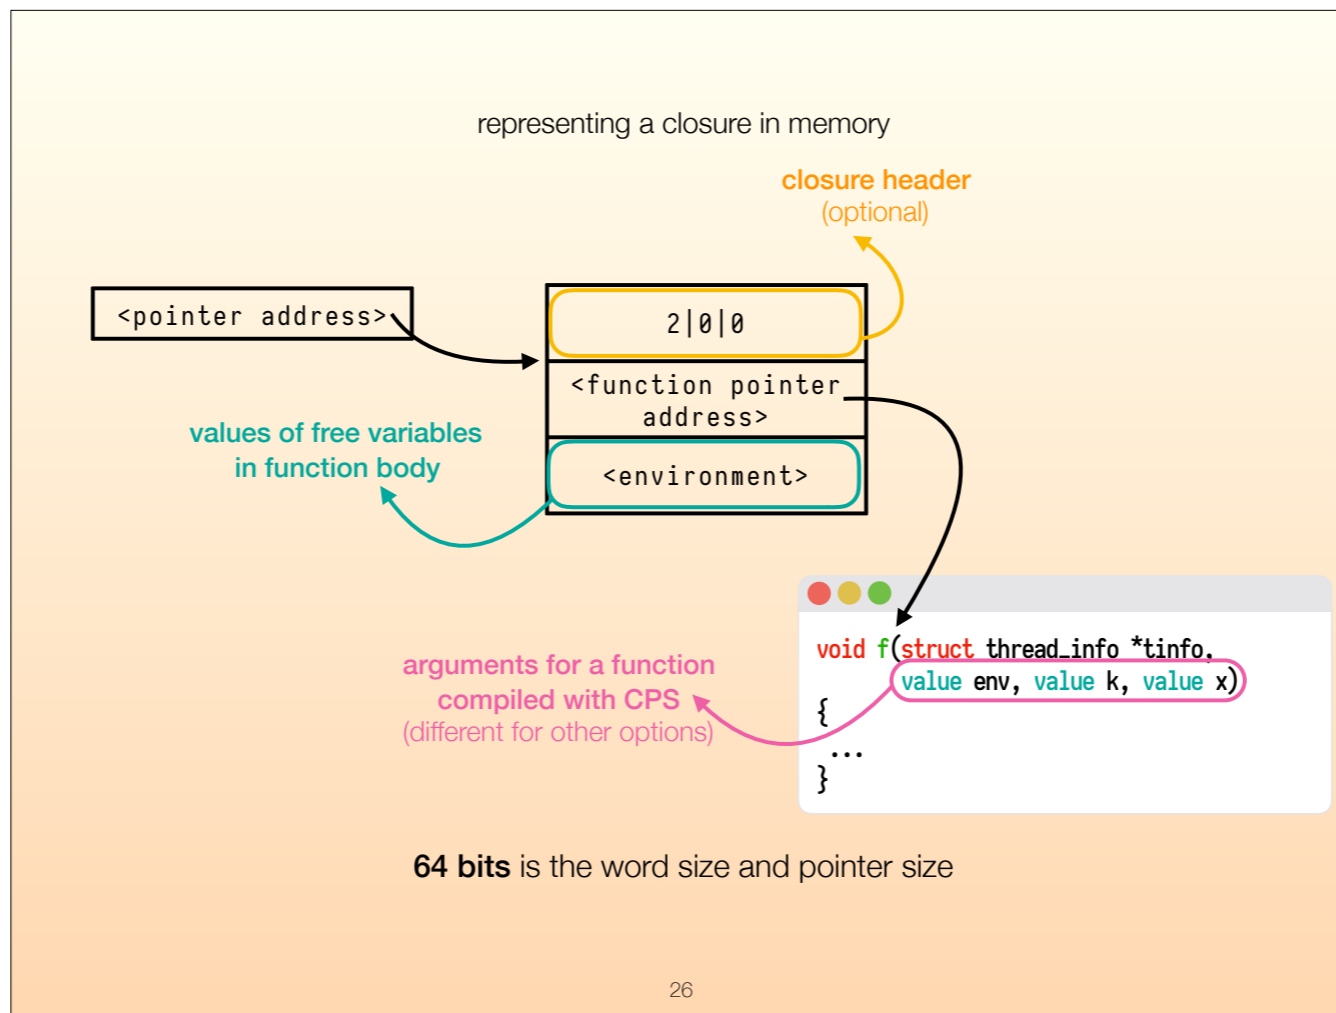 representing a closure in memory
closure header
(optional)
<pointer address>
2|0|0
<function pointer
address>
values of free variables
in function body
<environment>
void f(struct thread_info *tinfo,
value env, value k, value x)
{
...
}
arguments for a function
compiled with CPS
(different for other options)
64 bits is the word size and pointer size
26